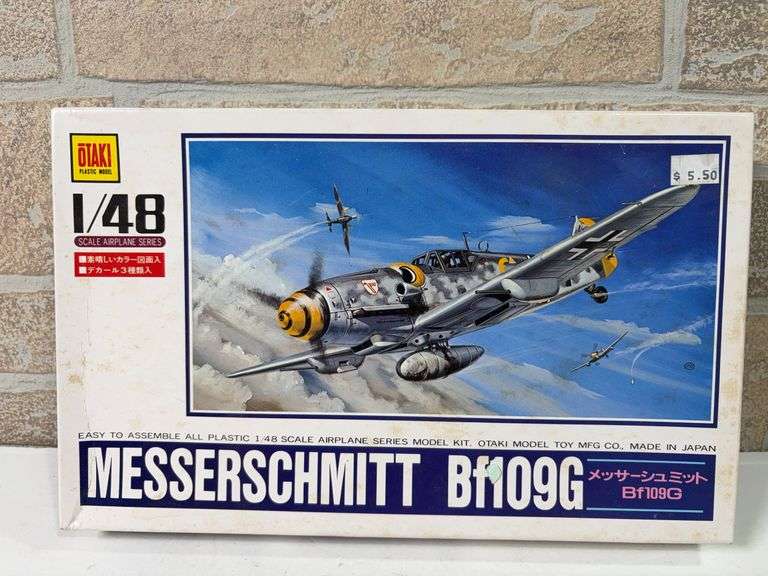 ŌTAKI
PLASTIC MODEL
1/48
SCALE AIRPLANE SERIES
■素晴しいカラー図面入
■デカール3種類入
$ 5.50
EASY TO ASSEMBLE ALL PLASTIC 1:48 SCALE AIRPLANE SERIES MODEL KIT. OTAKI MODEL TOY MFG CO., MADE IN JAPAN
MESSERSCHMITT Bf109G
メッサーシュミット
Bf109G